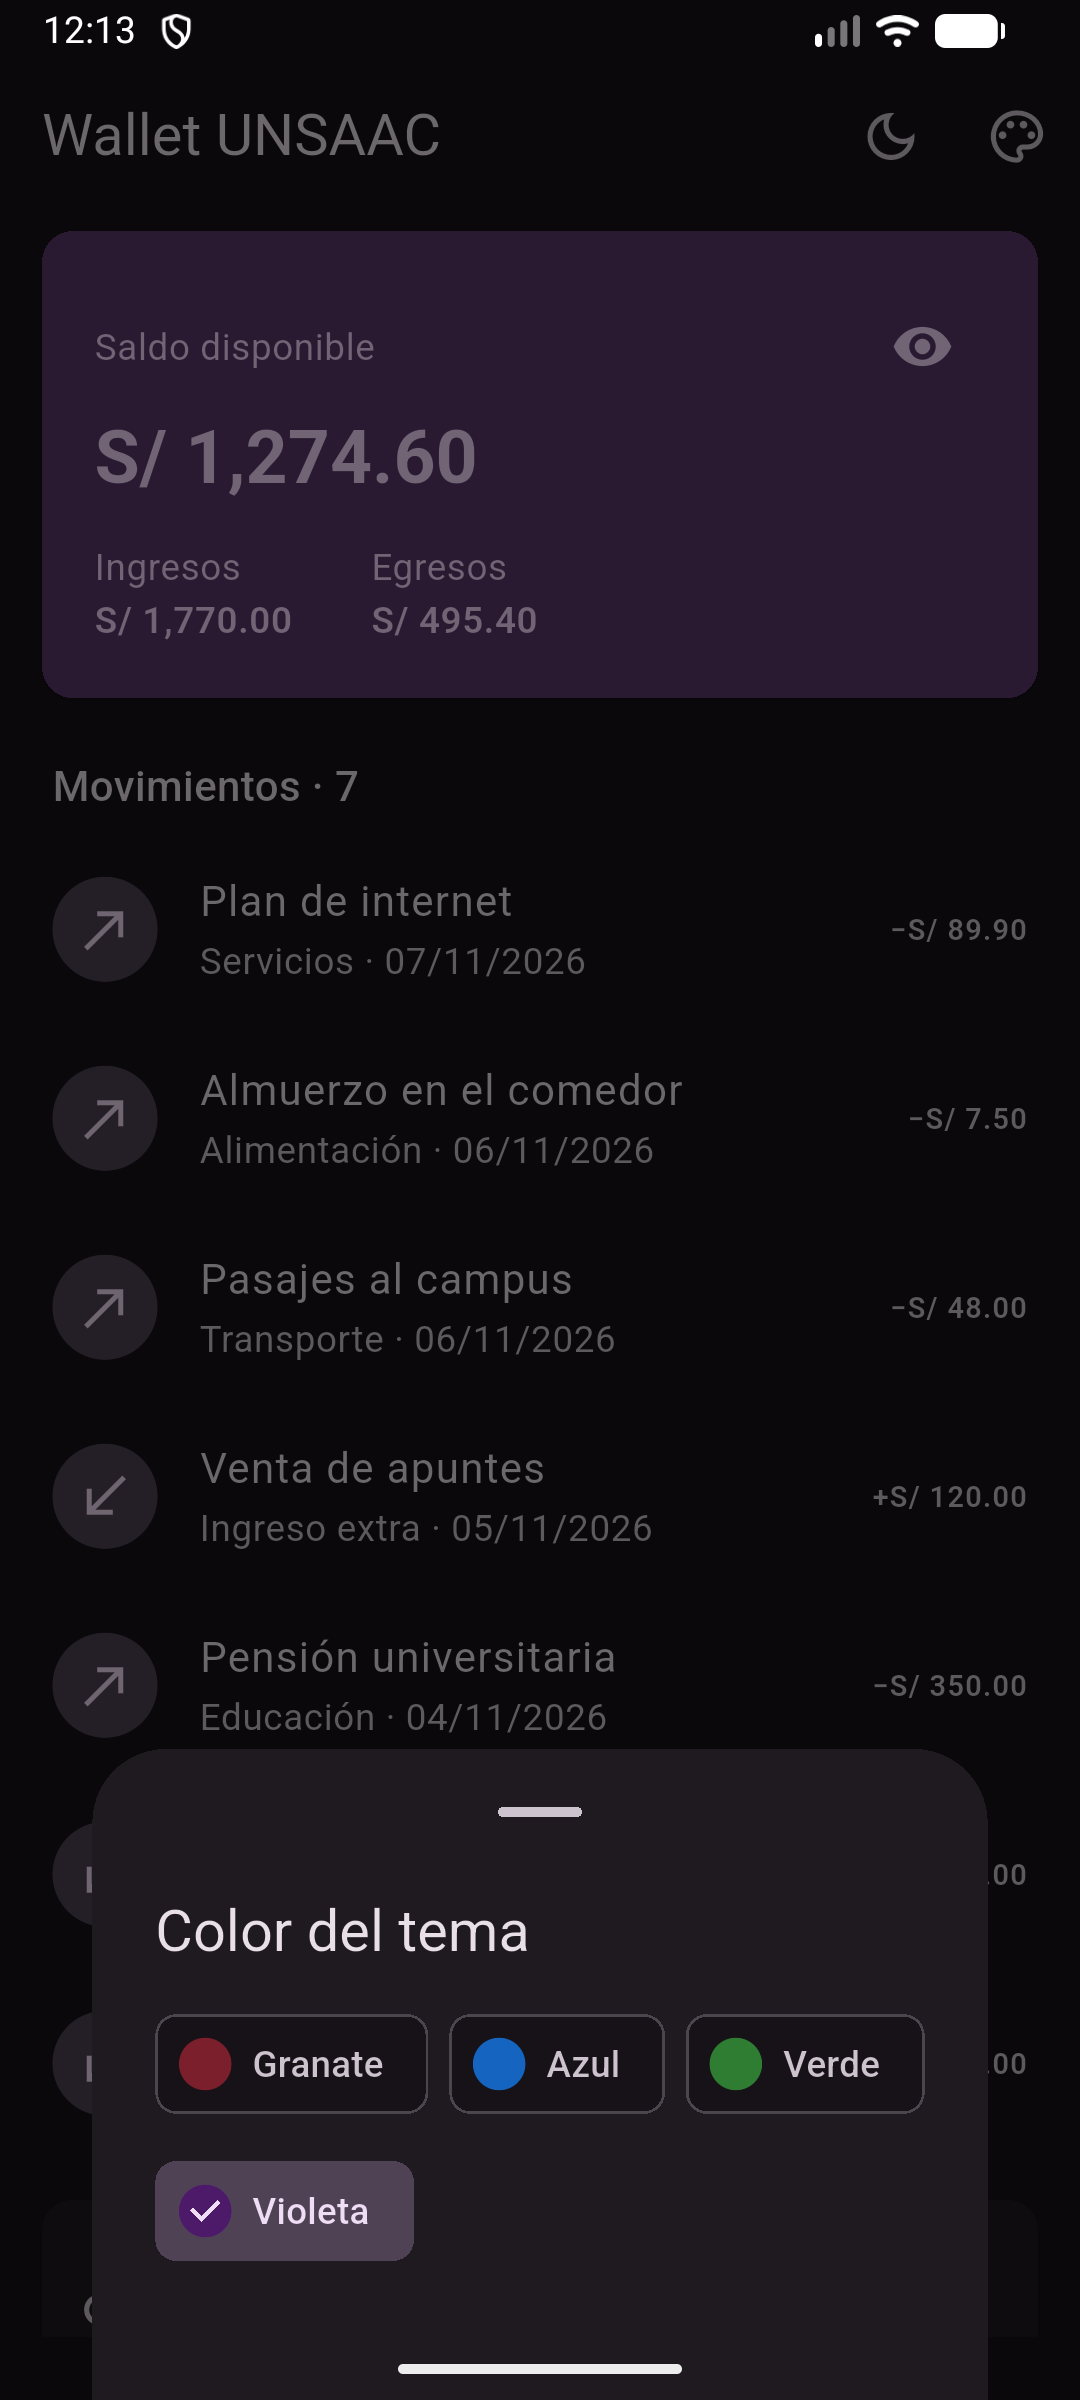 12:13
Wallet UNSAAC
Saldo disponible
S/ 1,274.60
Ingresos Egresos
S/ 1,770.00 S/ 495.40
Movimientos · 7
Plan de internet
−S/ 89.90
Servicios · 07/11/2026
Almuerzo en el comedor
−S/ 7.50
Alimentación · 06/11/2026
Pasajes al campus
−S/ 48.00
Transporte · 06/11/2026
Venta de apuntes
+S/ 120.00
Ingreso extra · 05/11/2026
Pensión universitaria
−S/ 350.00
Educación · 04/11/2026
.00
Color del tema
Granate Azul Verde
.00
Violeta